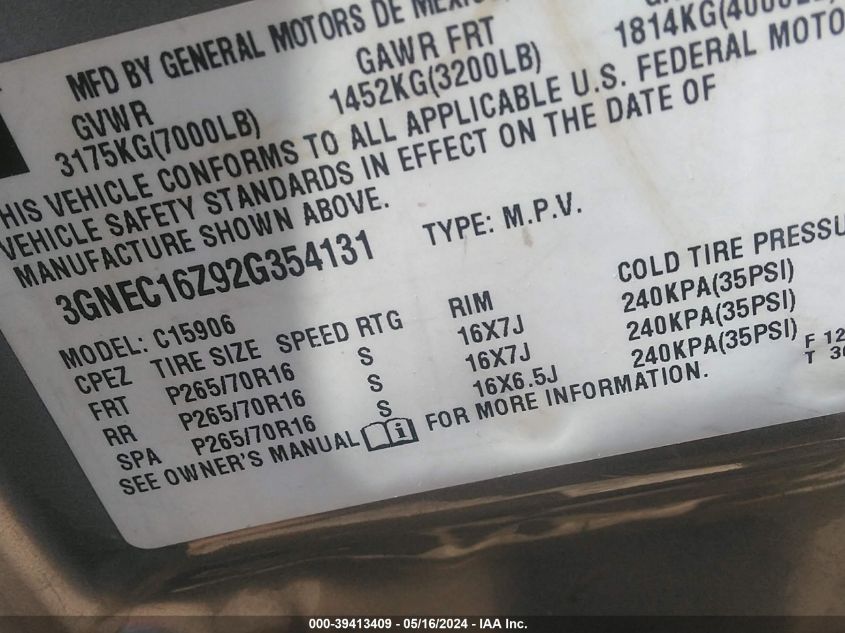 MFD BY GENERAL MOTORS DE
GVWR GAWR FRT
3175KG(7000LB) 1452KG(3200LB) 1814KG(4000LB)
THIS VEHICLE CONFORMS TO ALL APPLICABLE U.S. FEDERAL
VEHICLE SAFETY STANDARDS IN EFFECT ON THE DATE OF
MANUFACTURE SHOWN ABOVE.
3GNEC16Z92G354131 TYPE: M.P.V.
MODEL: C15906
CPEZ TIRE SIZE SPEED RTG RIM COLD TIRE
FRT P265/70R16 S 16X7J 240KPA(35PSI)
RR P265/70R16 S 16X7J 240KPA(35PSI)
SPA P265/70R16 S 16X6.5J 240KPA(35PSI)
SEE OWNER'S MANUAL i FOR MORE INFORMATION.
F 12
T
000-39413409 - 05/16/2024 - IAA Inc.